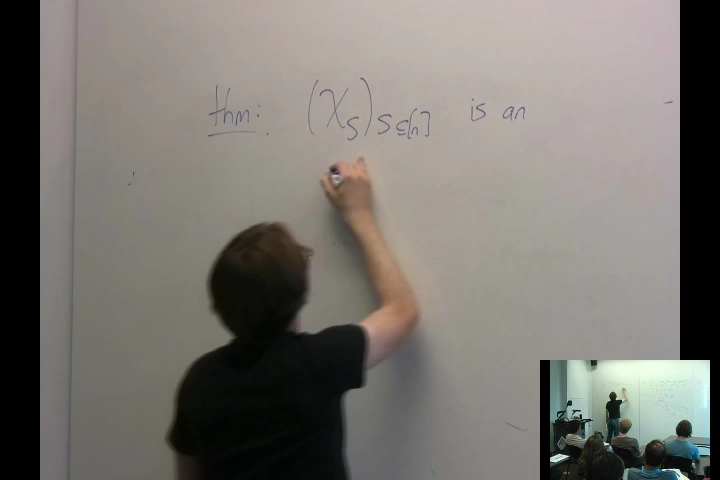 thm: (χ_S)_{S⊆[n]} is an